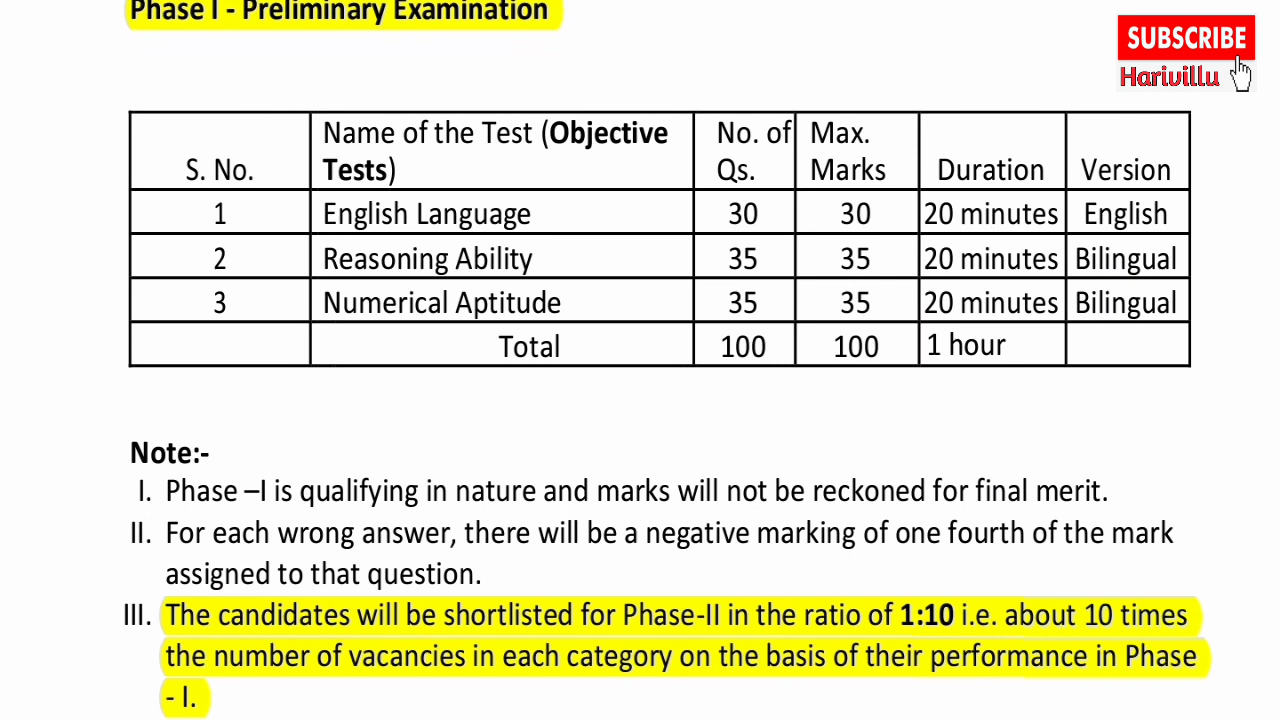 Phase I - Preliminary Examination
SUBSCRIBE
Harivillu
S. No. Name of the Test (Objective Tests) No. of Qs. Max. Marks Duration Version
1 English Language 30 30 20 minutes English
2 Reasoning Ability 35 35 20 minutes Bilingual
3 Numerical Aptitude 35 35 20 minutes Bilingual
Total 100 100 1 hour
Note:-
I. Phase –I is qualifying in nature and marks will not be reckoned for final merit.
II. For each wrong answer, there will be a negative marking of one fourth of the mark
assigned to that question.
III. The candidates will be shortlisted for Phase-II in the ratio of 1:10 i.e. about 10 times
the number of vacancies in each category on the basis of their performance in Phase
- I.